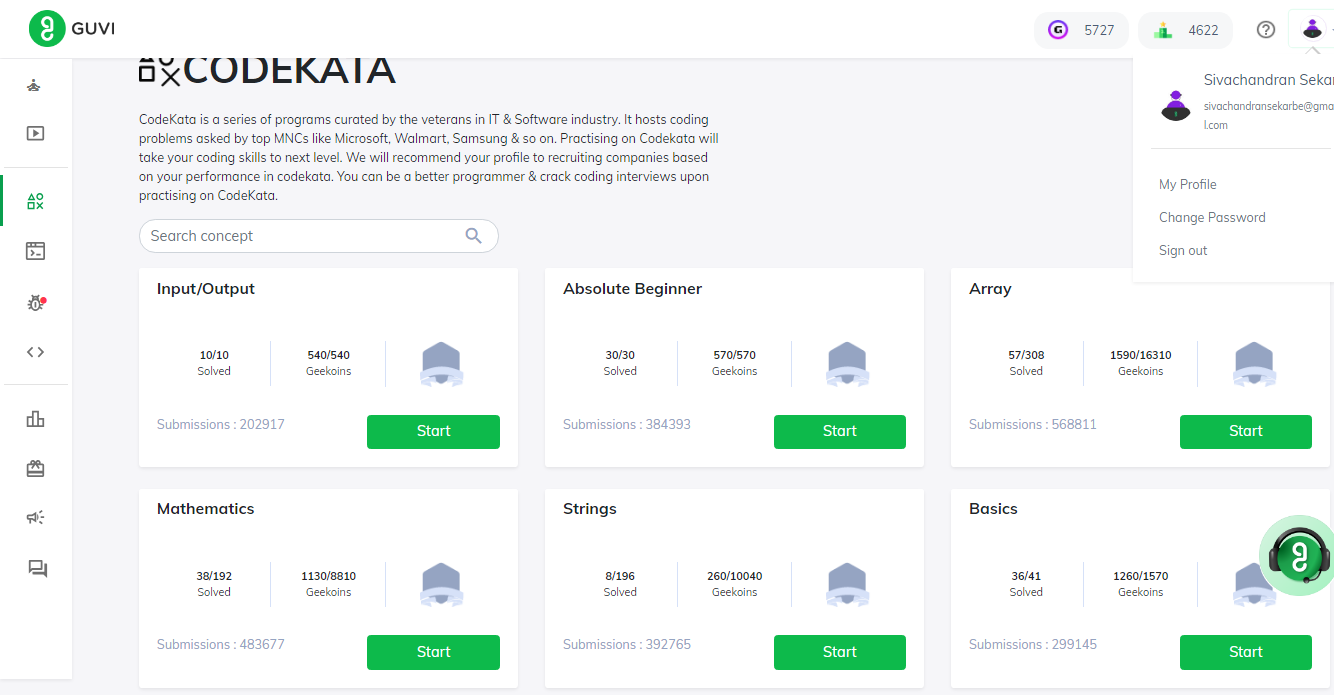 GUVI
5727
4622
Sivachandran Sekar
sivachandransekarbe@gma
l.com
My Profile
Change Password
Sign out
CODEKATA
CodeKata is a series of programs curated by the veterans in IT & Software industry. It hosts coding
problems asked by top MNCs like Microsoft, Walmart, Samsung & so on. Practising on Codekata will
take your coding skills to next level. We will recommend your profile to recruiting companies based
on your performance in codekata. You can be a better programmer & crack coding interviews upon
practising on CodeKata.
Search concept
Input/Output
10/10
Solved
540/540
Geekoins
Submissions : 202917
Start
Absolute Beginner
30/30
Solved
570/570
Geekoins
Submissions : 384393
Start
Array
57/308
Solved
1590/16310
Geekoins
Submissions : 568811
Start
Mathematics
38/192
Solved
1130/8810
Geekoins
Submissions : 483677
Start
Strings
8/196
Solved
260/10040
Geekoins
Submissions : 392765
Start
Basics
36/41
Solved
1260/1570
Geekoins
Submissions : 299145
Start